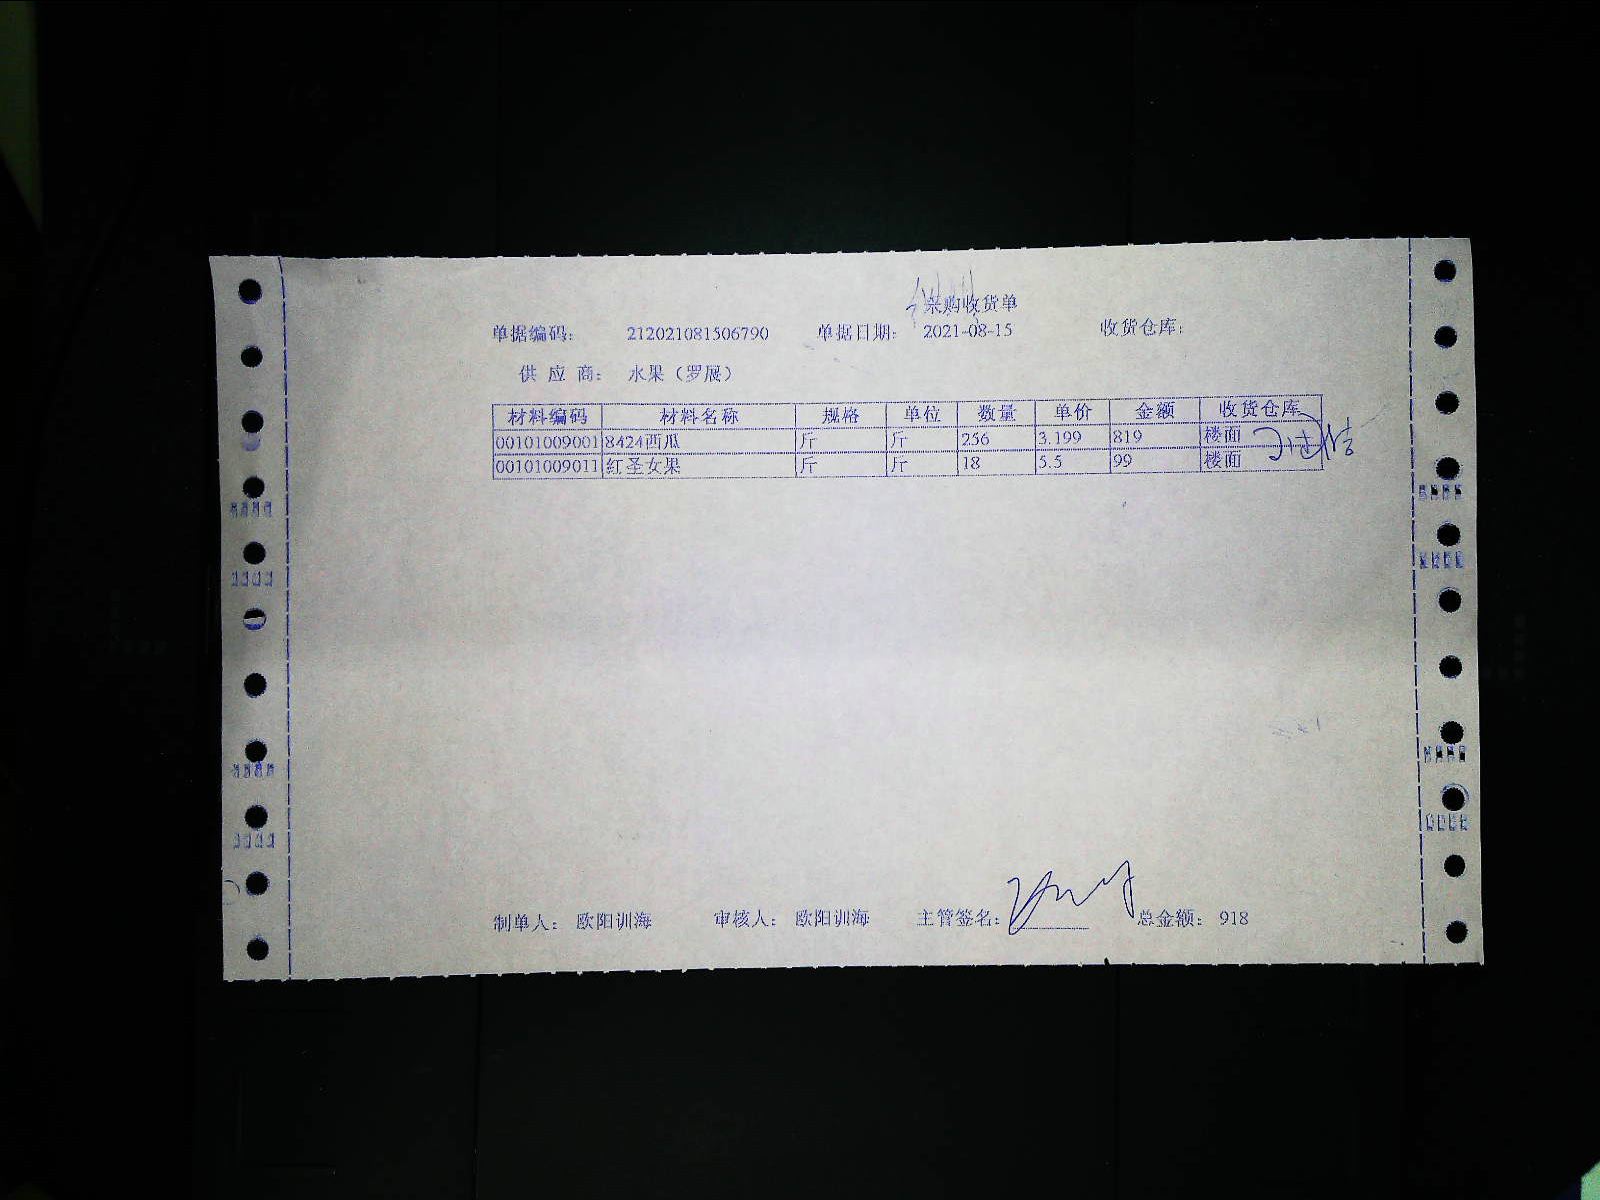 采购收货单
单据编码: 212021081506790 单据日期: 2021-08-15 收货仓库:
供应商: 水果(罗展)
材料编码 材料名称 规格 单位 数量 单价 金额 收货仓库
00101009001 8424西瓜 斤 斤 256 3.199 819 楼面
00101009011 红圣女果 斤 斤 18 5.5 99 楼面
制单人: 欧阳训海 审核人: 欧阳训海 主管签名: 总金额: 918